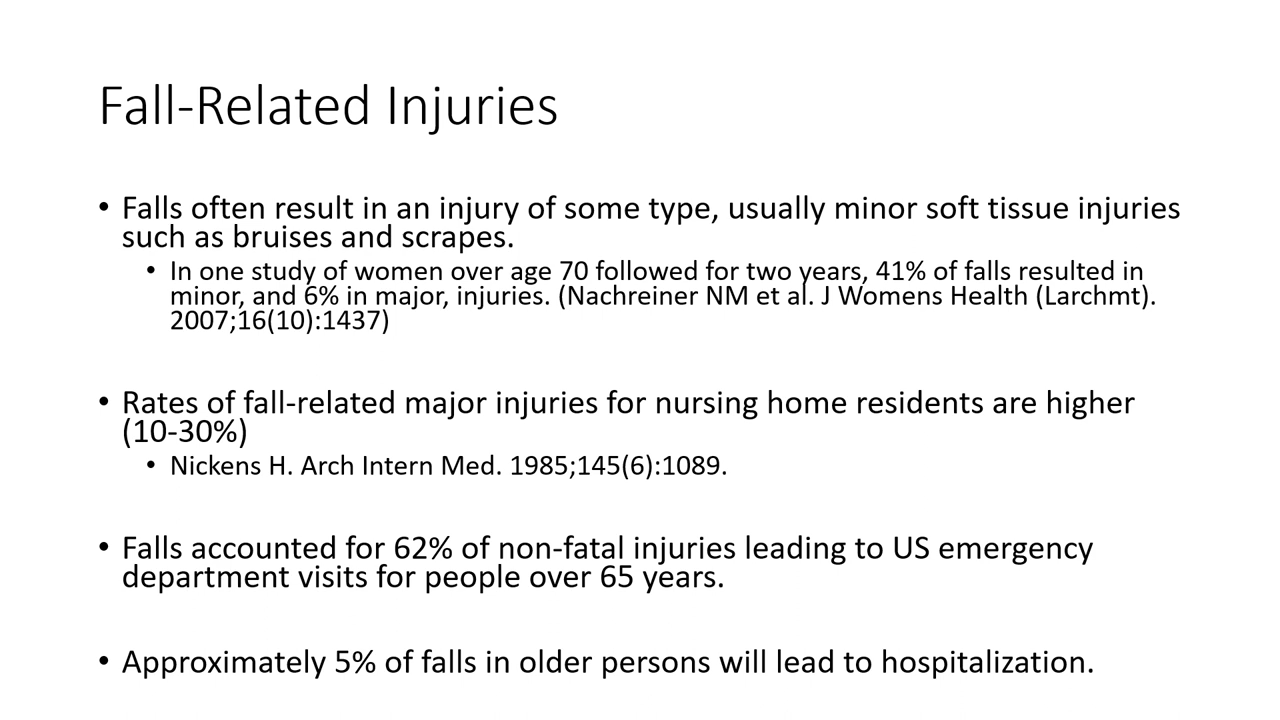 Fall-Related Injuries
• Falls often result in an injury of some type, usually minor soft tissue injuries
such as bruises and scrapes.
• In one study of women over age 70 followed for two years, 41% of falls resulted in
minor, and 6% in major, injuries. (Nachreiner NM et al. J Womens Health (Larchmt).
2007;16(10):1437)
• Rates of fall-related major injuries for nursing home residents are higher
(10-30%)
• Nickens H. Arch Intern Med. 1985;145(6):1089.
• Falls accounted for 62% of non-fatal injuries leading to US emergency
department visits for people over 65 years.
• Approximately 5% of falls in older persons will lead to hospitalization.